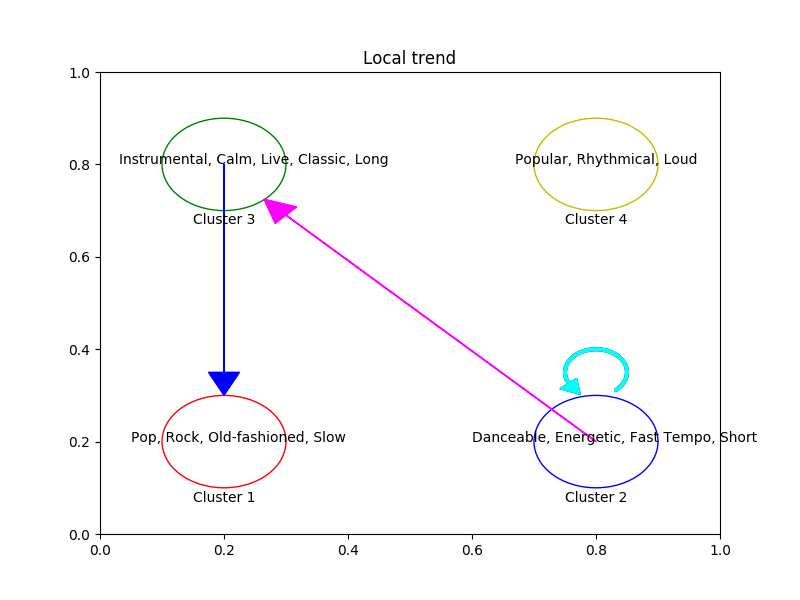 Local trend
1.0
Instrumental, Calm, Live, Classic, Long
Popular, Rhythmical, Loud
0.8
Cluster 3
Cluster 4
0.6
0.4
Pop, Rock, Old-fashioned, Slow
Danceable, Energetic, Fast Tempo, Short
0.2
Cluster 1
Cluster 2
0.0
0.0 0.2 0.4 0.6 0.8 1.0